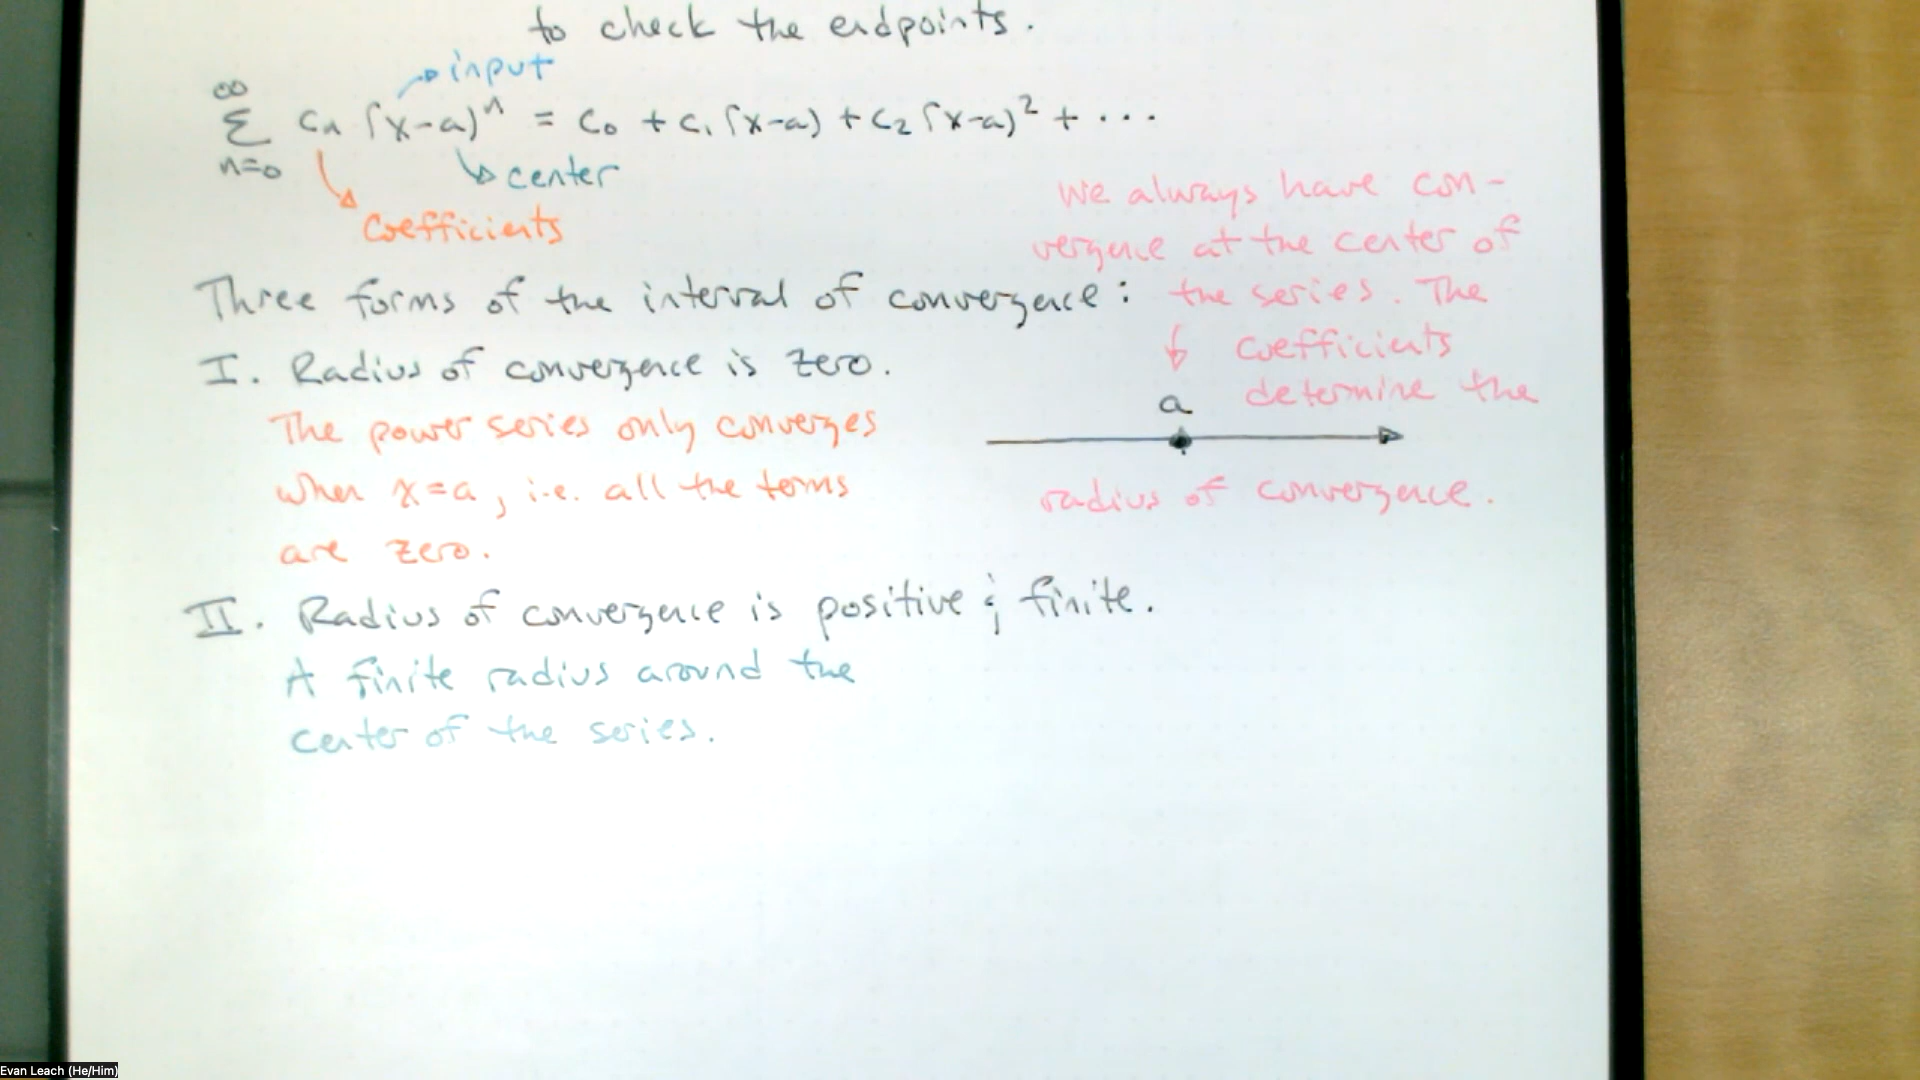 to check the endpoints.
input
∞
Σ cn (x-a)^n = c0 + c1 (x-a) + c2 (x-a)^2 + ...
n=0
center
coefficients
We always have con-
vergence at the center of
the series. The
coefficients
determine the
radius of convergence.
a
Three forms of the interval of convergence:
I. Radius of convergence is zero.
The power series only converges
when x=a, i.e. all the terms
are zero.
II. Radius of convergence is positive & finite.
A finite radius around the
center of the series.
Evan Leach (He/Him)